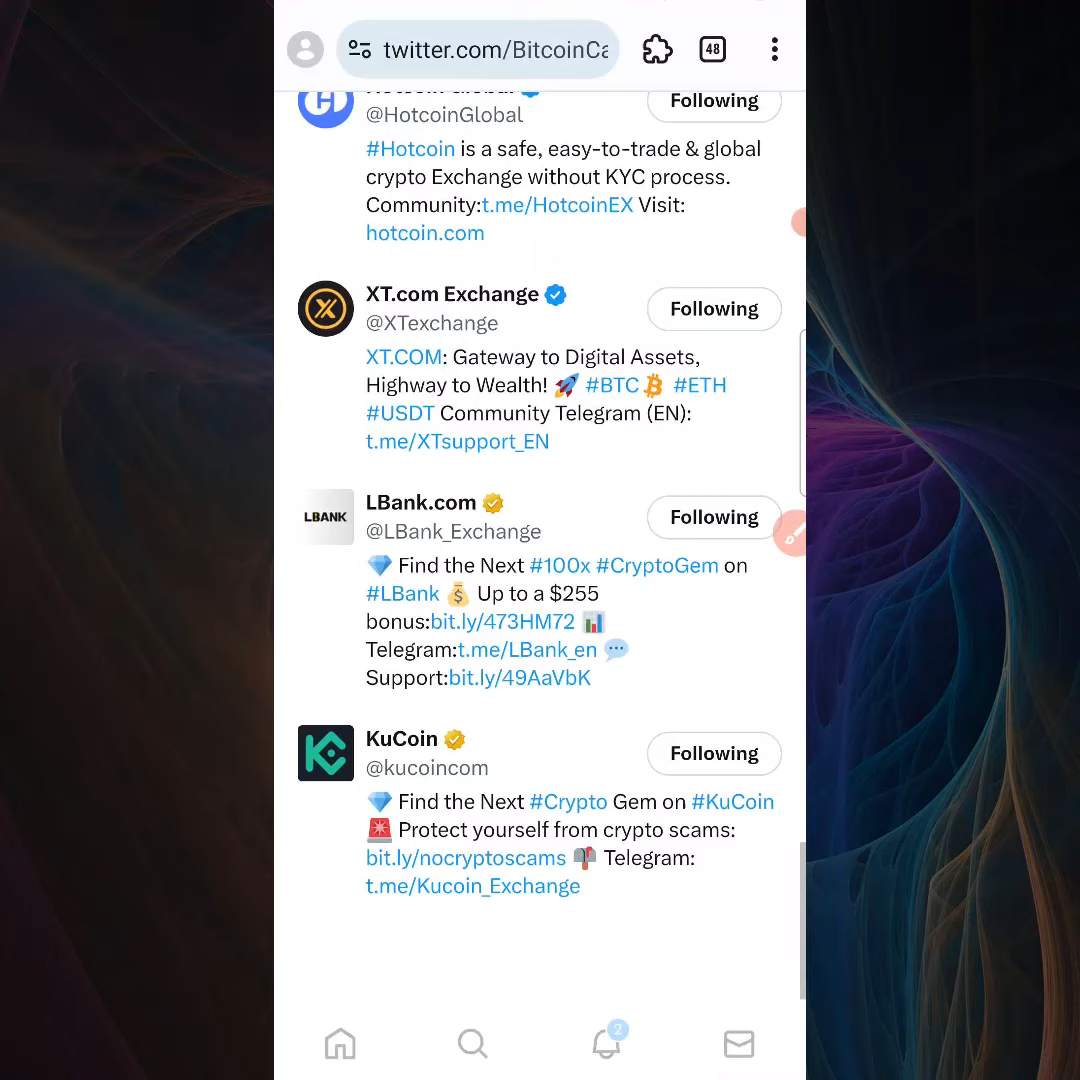 twitter.com/BitcoinCa
48
@HotcoinGlobal
Following
#Hotcoin is a safe, easy-to-trade & global
crypto Exchange without KYC process.
Community:t.me/HotcoinEX Visit:
hotcoin.com
XT.com Exchange
@XTexchange
Following
XT.COM: Gateway to Digital Assets,
Highway to Wealth! 🚀 #BTC #ETH
#USDT Community Telegram (EN):
t.me/XTsupport_EN
LBANK
LBank.com
@LBank_Exchange
Following
💎 Find the Next #100x #CryptoGem on
#LBank 💰 Up to a $255
bonus:bit.ly/473HM72 📊
Telegram:t.me/LBank_en 💬
Support:bit.ly/49AaVbK
KuCoin
@kucoincom
Following
💎 Find the Next #Crypto Gem on #KuCoin
🚨 Protect yourself from crypto scams:
bit.ly/nocryptoscams 📫 Telegram:
t.me/Kucoin_Exchange
2